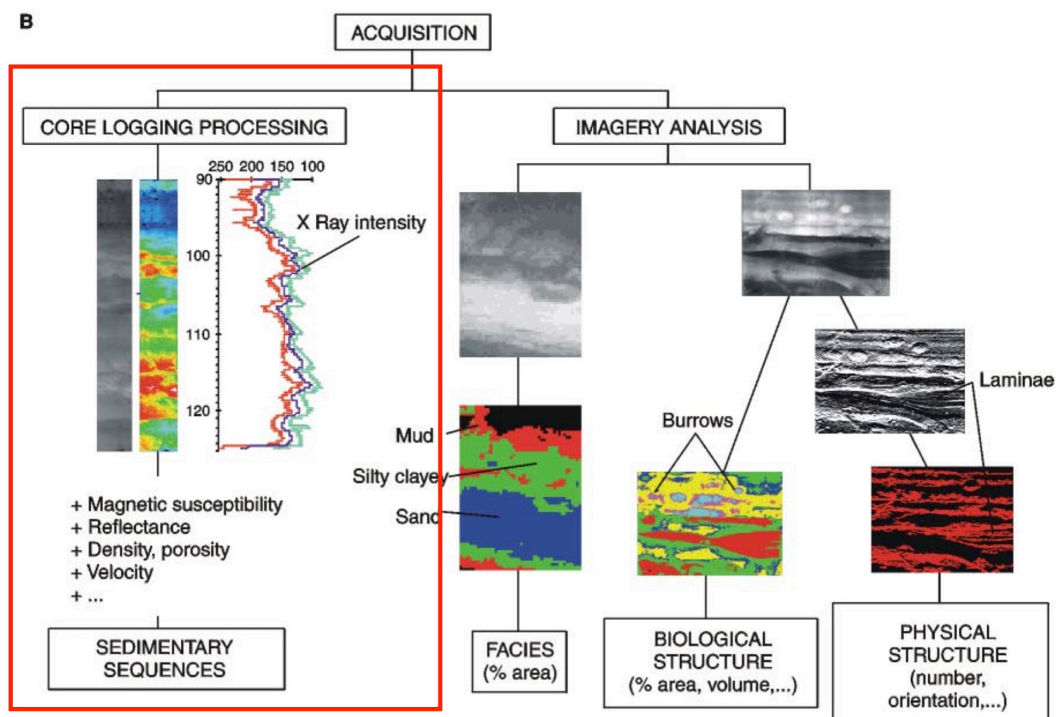 B
ACQUISITION
CORE LOGGING PROCESSING
IMAGERY ANALYSIS
250 200 150 100
90
X Ray intensity
100
110
120
Laminae
Burrows
Mud
Silty clayey
Sand
+ Magnetic susceptibility
+ Reflectance
+ Density, porosity
+ Velocity
+ ...
SEDIMENTARY
SEQUENCES
FACIES
(% area)
BIOLOGICAL
STRUCTURE
(% area, volume,...)
PHYSICAL
STRUCTURE
(number,
orientation,...)